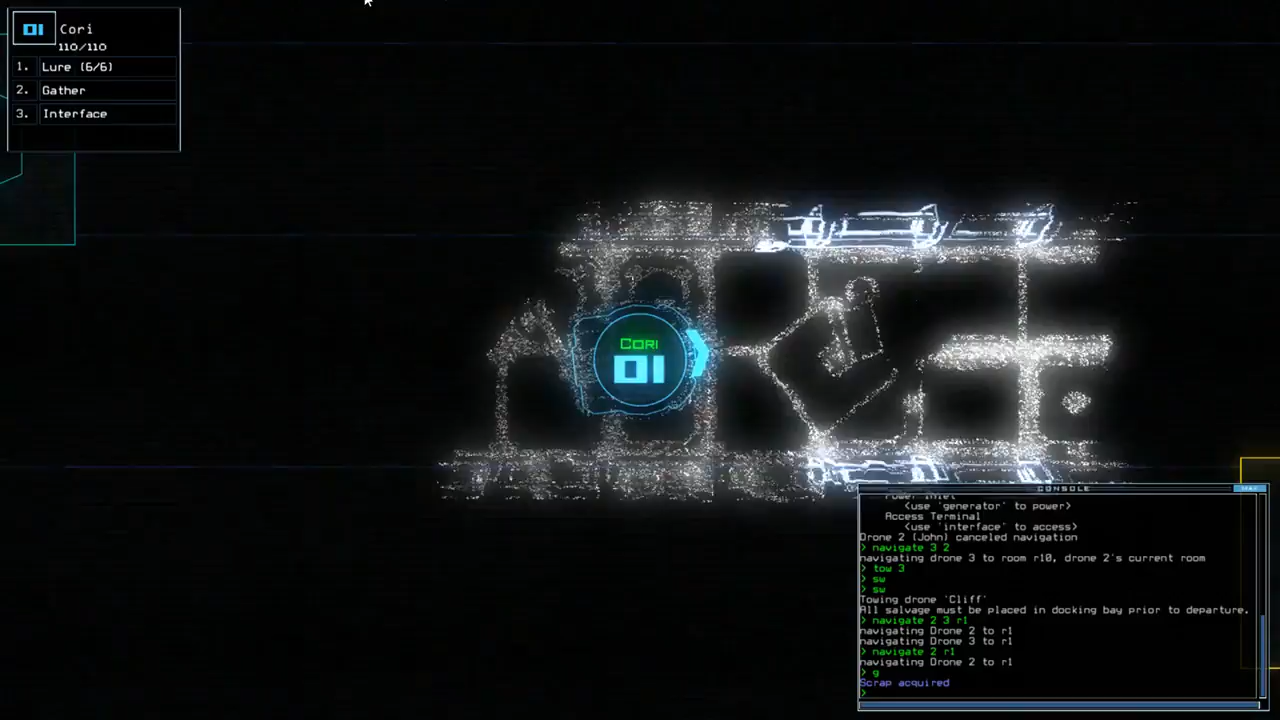 01 Cori
110/110
1. Lure (6/6)
2. Gather
3. Interface
CORI
01
CONSOLE
Power Inlet
<use 'generator' to power>
Access Terminal
<use 'interface' to access>
Drone 2 (John) canceled navigation
> navigate 3 2
navigating drone 3 to room r10, drone 2's current room
> tow 3
> sw
> sw
Towing drone 'Cliff'
All salvage must be placed in docking bay prior to departure.
> navigate 2 3 r1
navigating Drone 2 to r1
navigating Drone 3 to r1
> navigate 2 r1
navigating Drone 2 to r1
> g
Scrap acquired
>